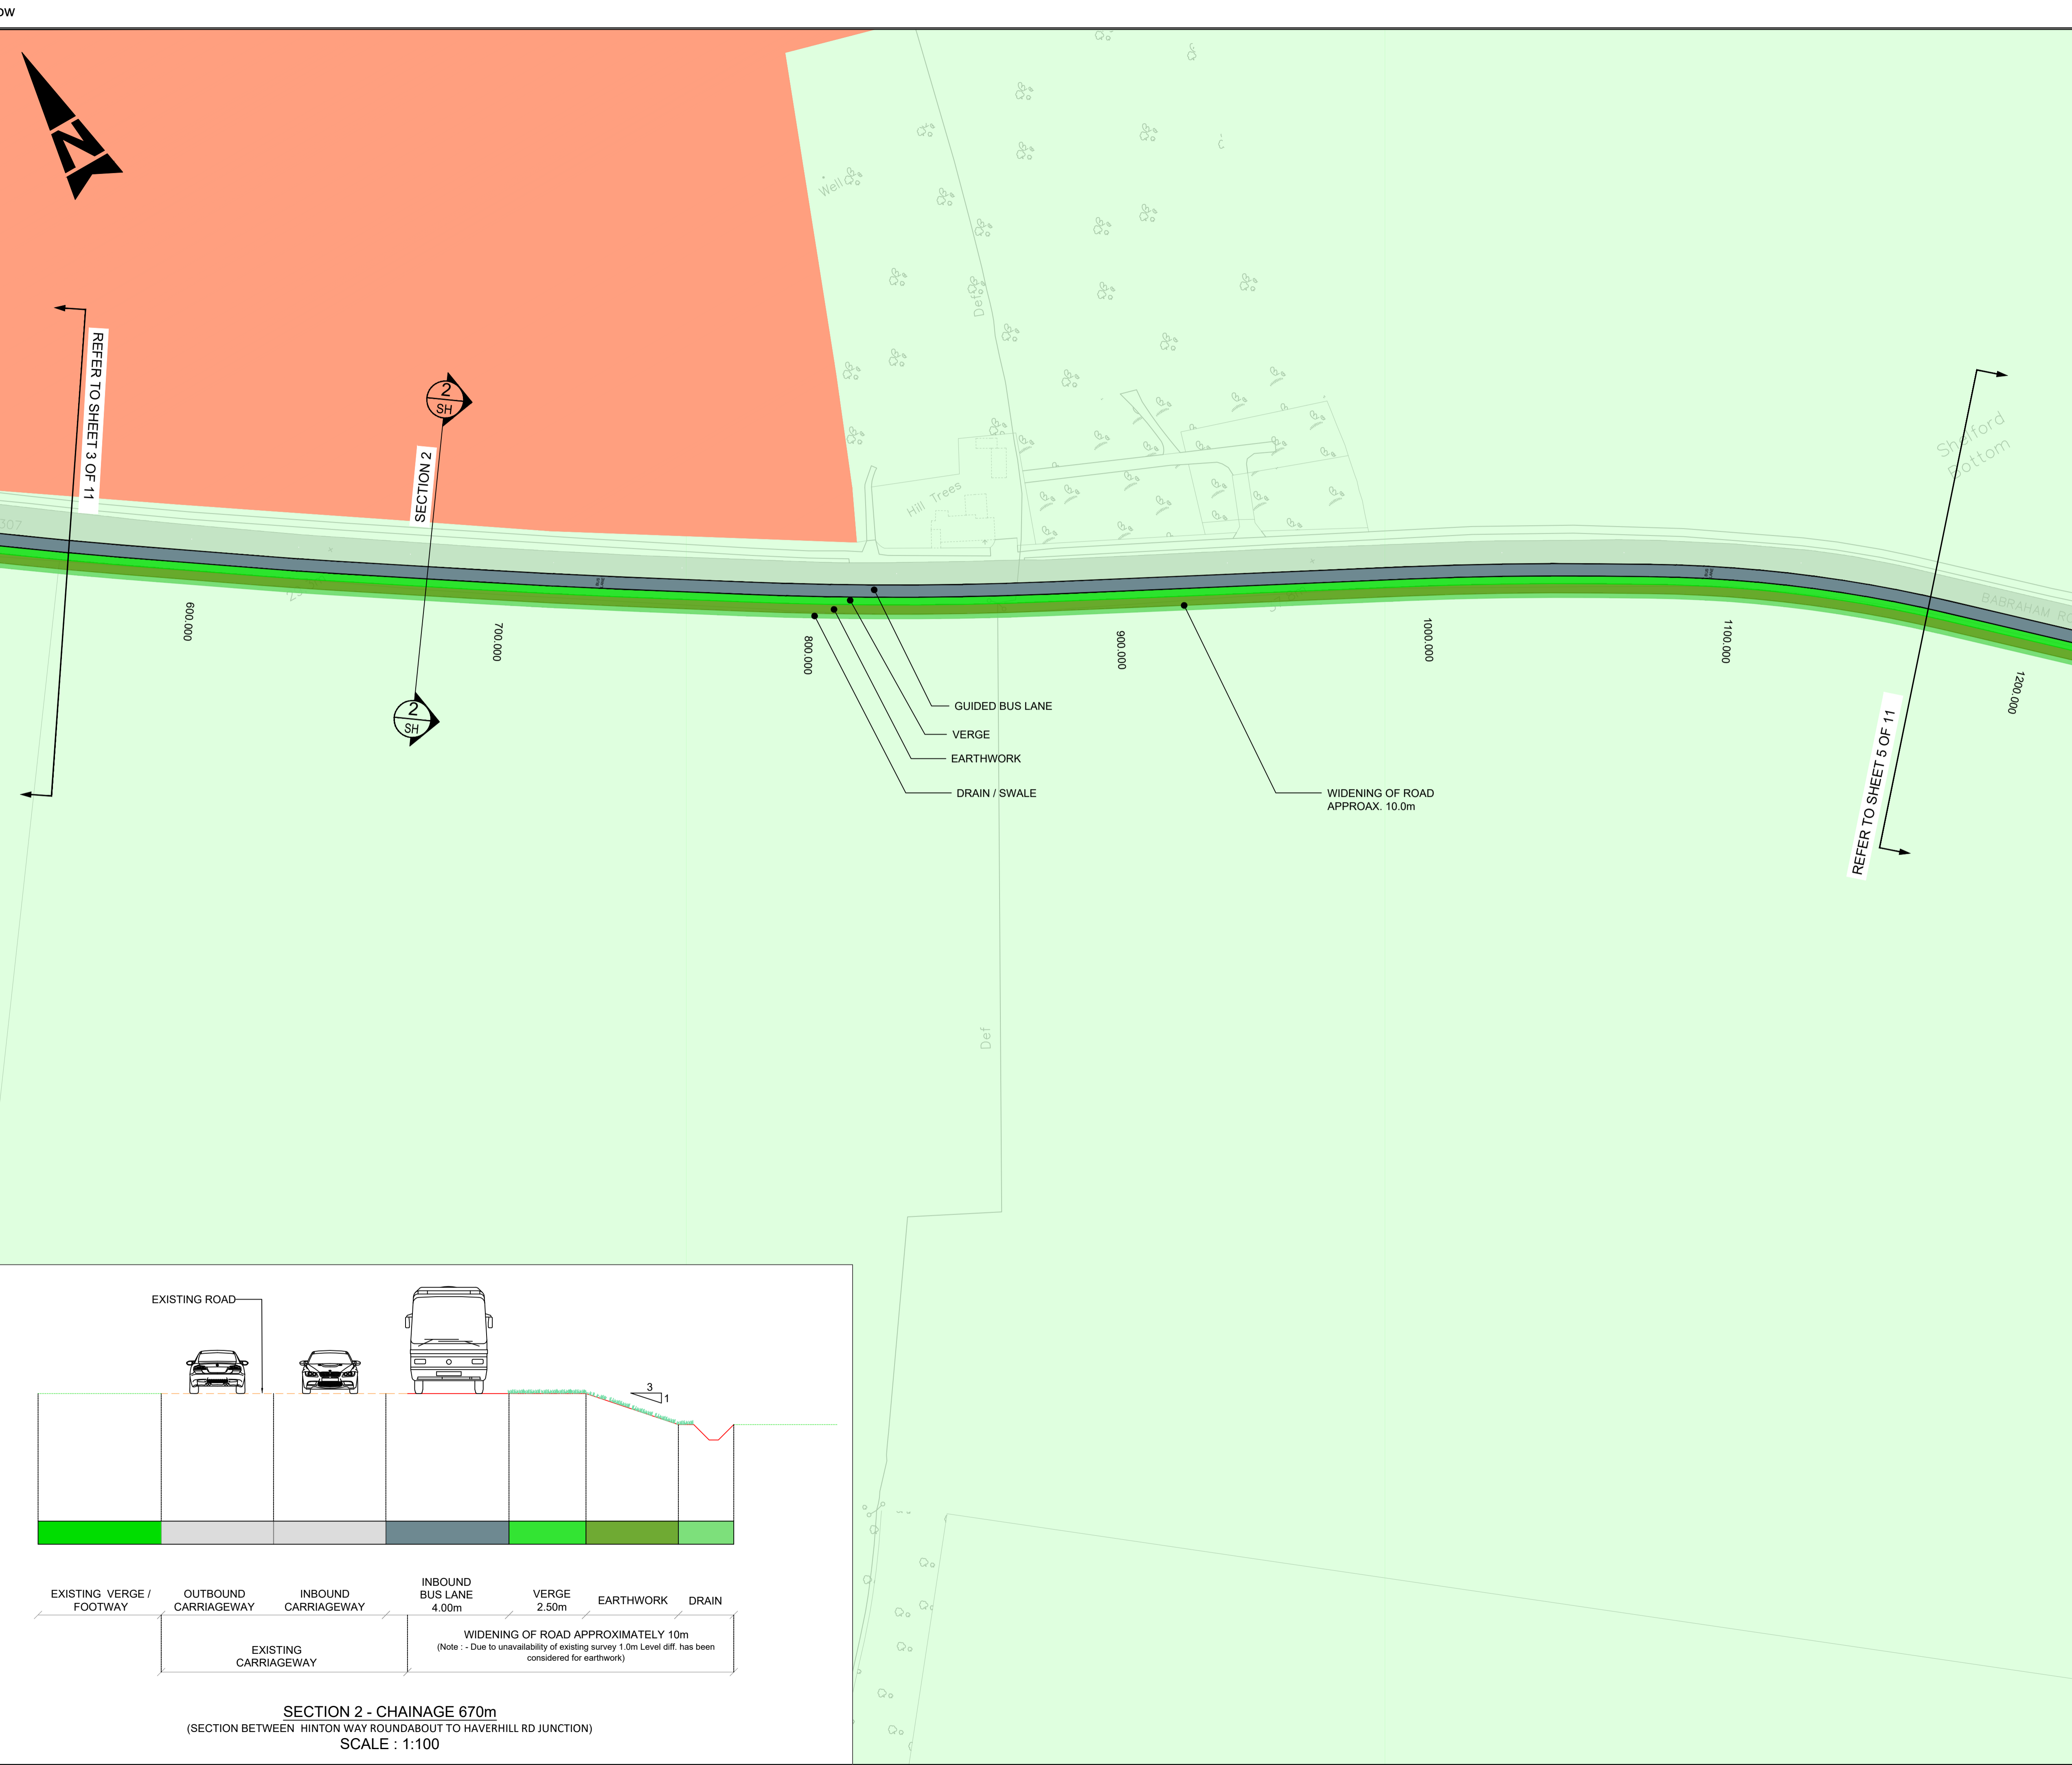 N
Well
Def
REFER TO SHEET 3 OF 11
2
SH
SECTION 2
Hill Trees
Shelford
Bottom
307
BABRAHAM RO
600.000
700.000
800.000
900.000
1000.000
1100.000
1200.000
2
SH
GUIDED BUS LANE
VERGE
EARTHWORK
DRAIN / SWALE
WIDENING OF ROAD
APPROAX. 10.0m
REFER TO SHEET 5 OF 11
Def
EXISTING ROAD
3
1
EXISTING VERGE /
FOOTWAY
OUTBOUND
CARRIAGEWAY
INBOUND
CARRIAGEWAY
INBOUND
BUS LANE
4.00m
VERGE
2.50m
EARTHWORK
DRAIN
EXISTING
CARRIAGEWAY
WIDENING OF ROAD APPROXIMATELY 10m
(Note : - Due to unavailability of existing survey 1.0m Level diff. has been
considered for earthwork)
SECTION 2 - CHAINAGE 670m
(SECTION BETWEEN HINTON WAY ROUNDABOUT TO HAVERHILL RD JUNCTION)
SCALE : 1:100